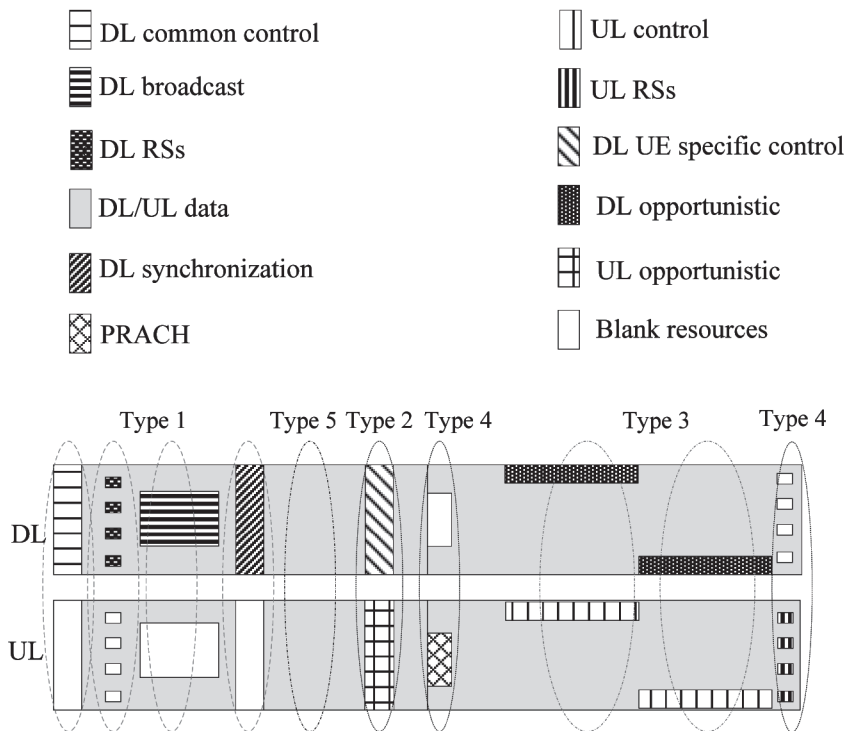 DL common control
UL control
DL broadcast
UL RSs
DL RSs
DL UE specific control
DL/UL data
DL opportunistic
DL synchronization
UL opportunistic
PRACH
Blank resources
Type 1 Type 5 Type 2 Type 4 Type 3 Type 4
DL
UL